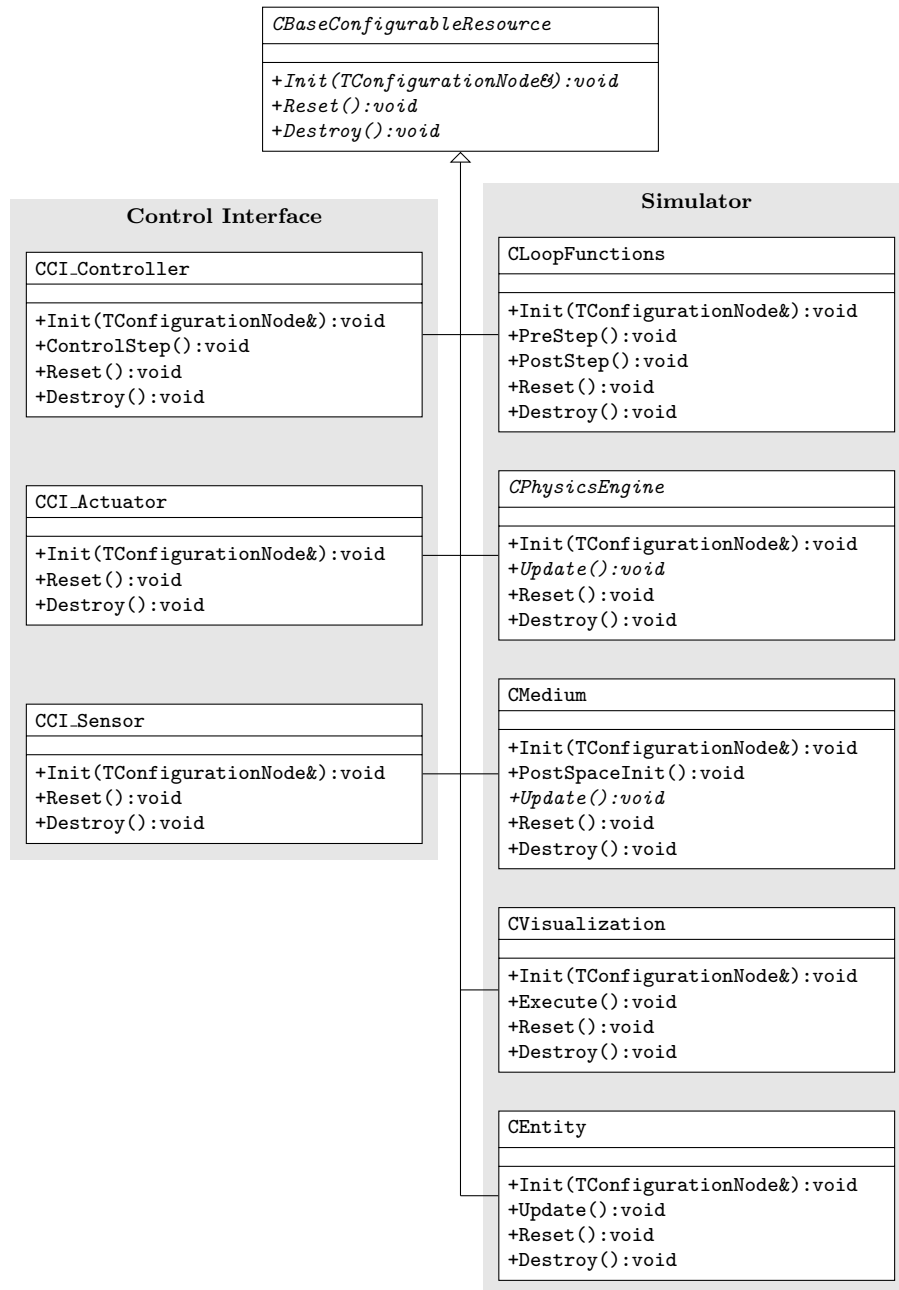 CBaseConfigurableResource
+Init(TConfigurationNode&):void
+Reset():void
+Destroy():void
Control Interface
CCI_Controller
+Init(TConfigurationNode&):void
+ControlStep():void
+Reset():void
+Destroy():void
CCI_Actuator
+Init(TConfigurationNode&):void
+Reset():void
+Destroy():void
CCI_Sensor
+Init(TConfigurationNode&):void
+Reset():void
+Destroy():void
Simulator
CLoopFunctions
+Init(TConfigurationNode&):void
+PreStep():void
+PostStep():void
+Reset():void
+Destroy():void
CPhysicsEngine
+Init(TConfigurationNode&):void
+Update():void
+Reset():void
+Destroy():void
CMedium
+Init(TConfigurationNode&):void
+PostSpaceInit():void
+Update():void
+Reset():void
+Destroy():void
CVisualization
+Init(TConfigurationNode&):void
+Execute():void
+Reset():void
+Destroy():void
CEntity
+Init(TConfigurationNode&):void
+Update():void
+Reset():void
+Destroy():void